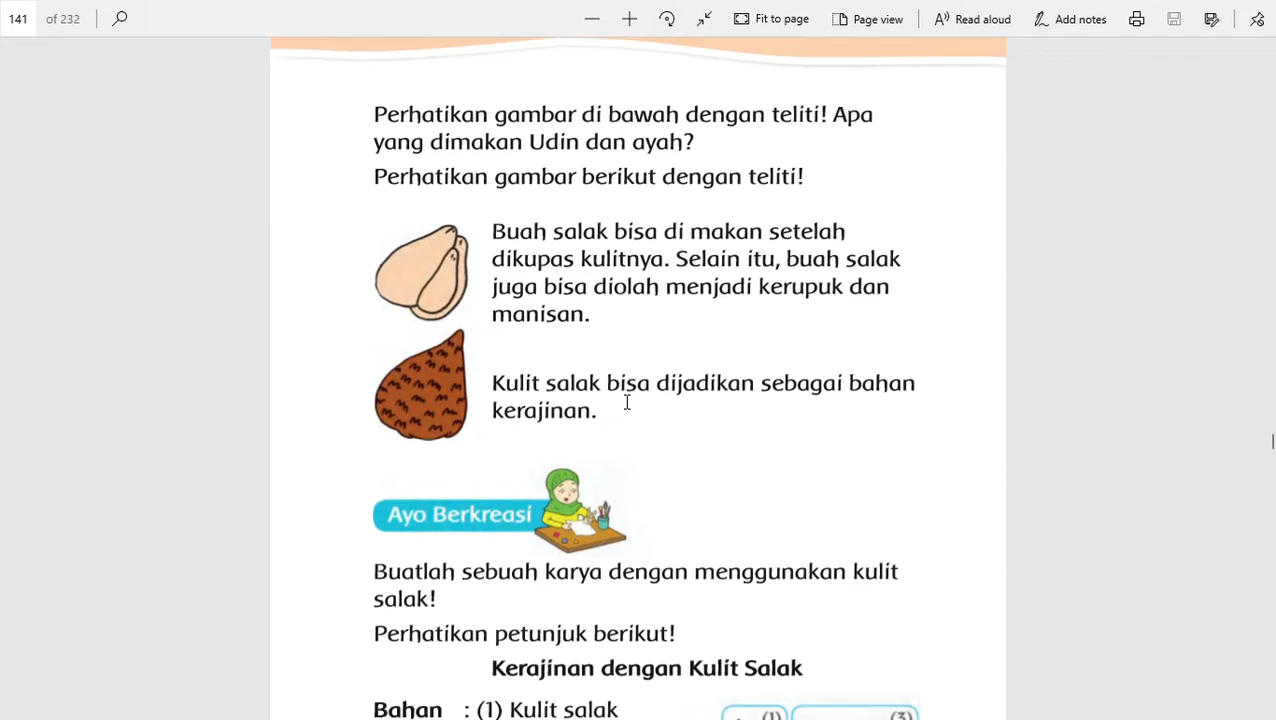 141 of 232 Fit to page Page view Read aloud Add notes
Perhatikan gambar di bawah dengan teliti! Apa
yang dimakan Udin dan ayah?
Perhatikan gambar berikut dengan teliti!
Buah salak bisa di makan setelah
dikupas kulitnya. Selain itu, buah salak
juga bisa diolah menjadi kerupuk dan
manisan.
Kulit salak bisa dijadikan sebagai bahan
kerajinan.
Ayo Berkreasi
Buatlah sebuah karya dengan menggunakan kulit
salak!
Perhatikan petunjuk berikut!
Kerajinan dengan Kulit Salak
Bahan : (1) Kulit salak
(1) (3)